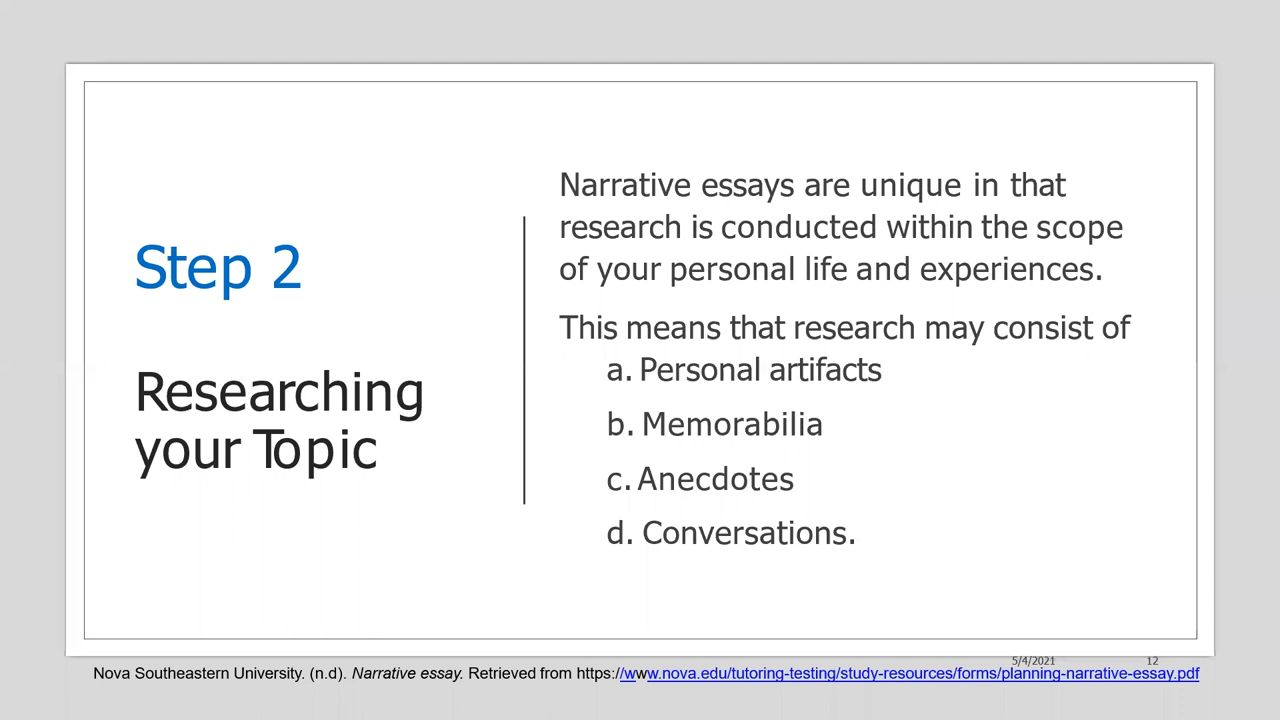 Step 2
Researching
your Topic
Narrative essays are unique in that
research is conducted within the scope
of your personal life and experiences.
This means that research may consist of
a. Personal artifacts
b. Memorabilia
c. Anecdotes
d. Conversations.
5/4/2021 12
Nova Southeastern University. (n.d). Narrative essay. Retrieved from https://www.nova.edu/tutoring-testing/study-resources/forms/planning-narrative-essay.pdf